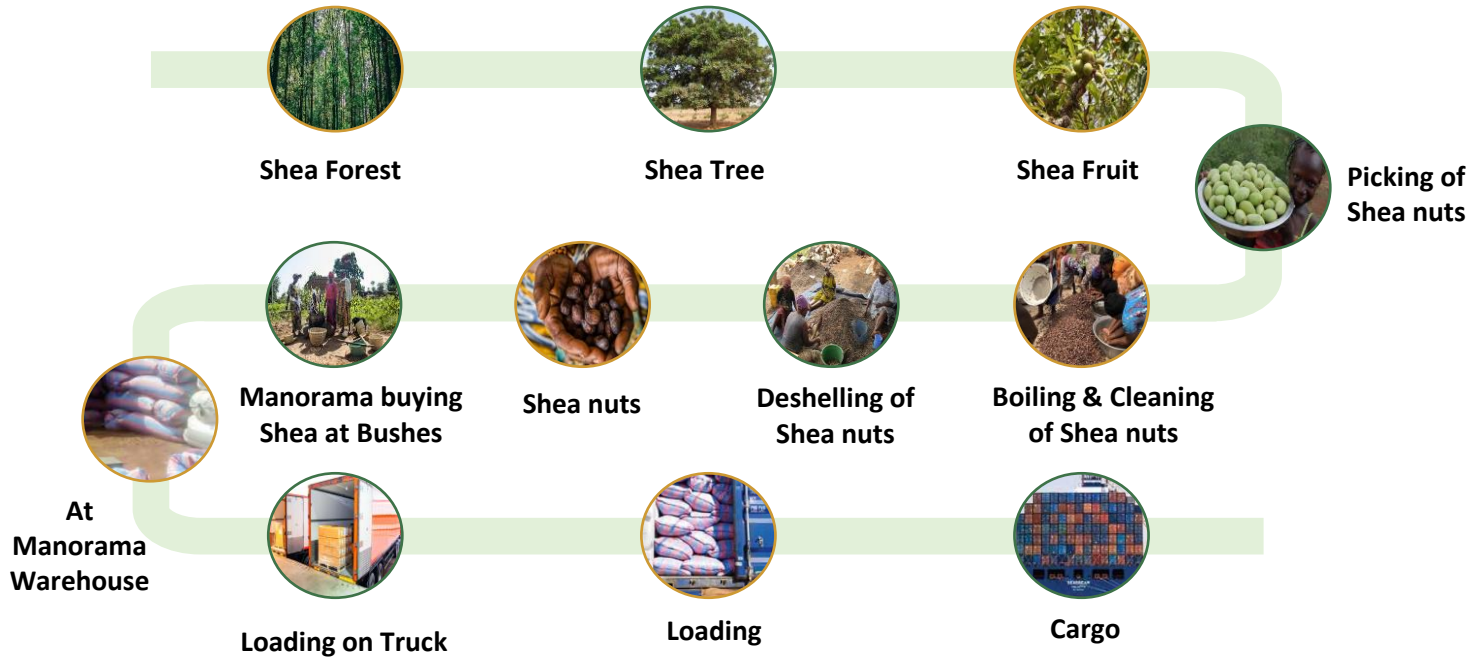 Shea Forest
Shea Tree
Shea Fruit
Picking of
Shea nuts
Boiling & Cleaning
of Shea nuts
Deshelling of
Shea nuts
Shea nuts
Manorama buying
Shea at Bushes
At
Manorama
Warehouse
Loading on Truck
Loading
Cargo